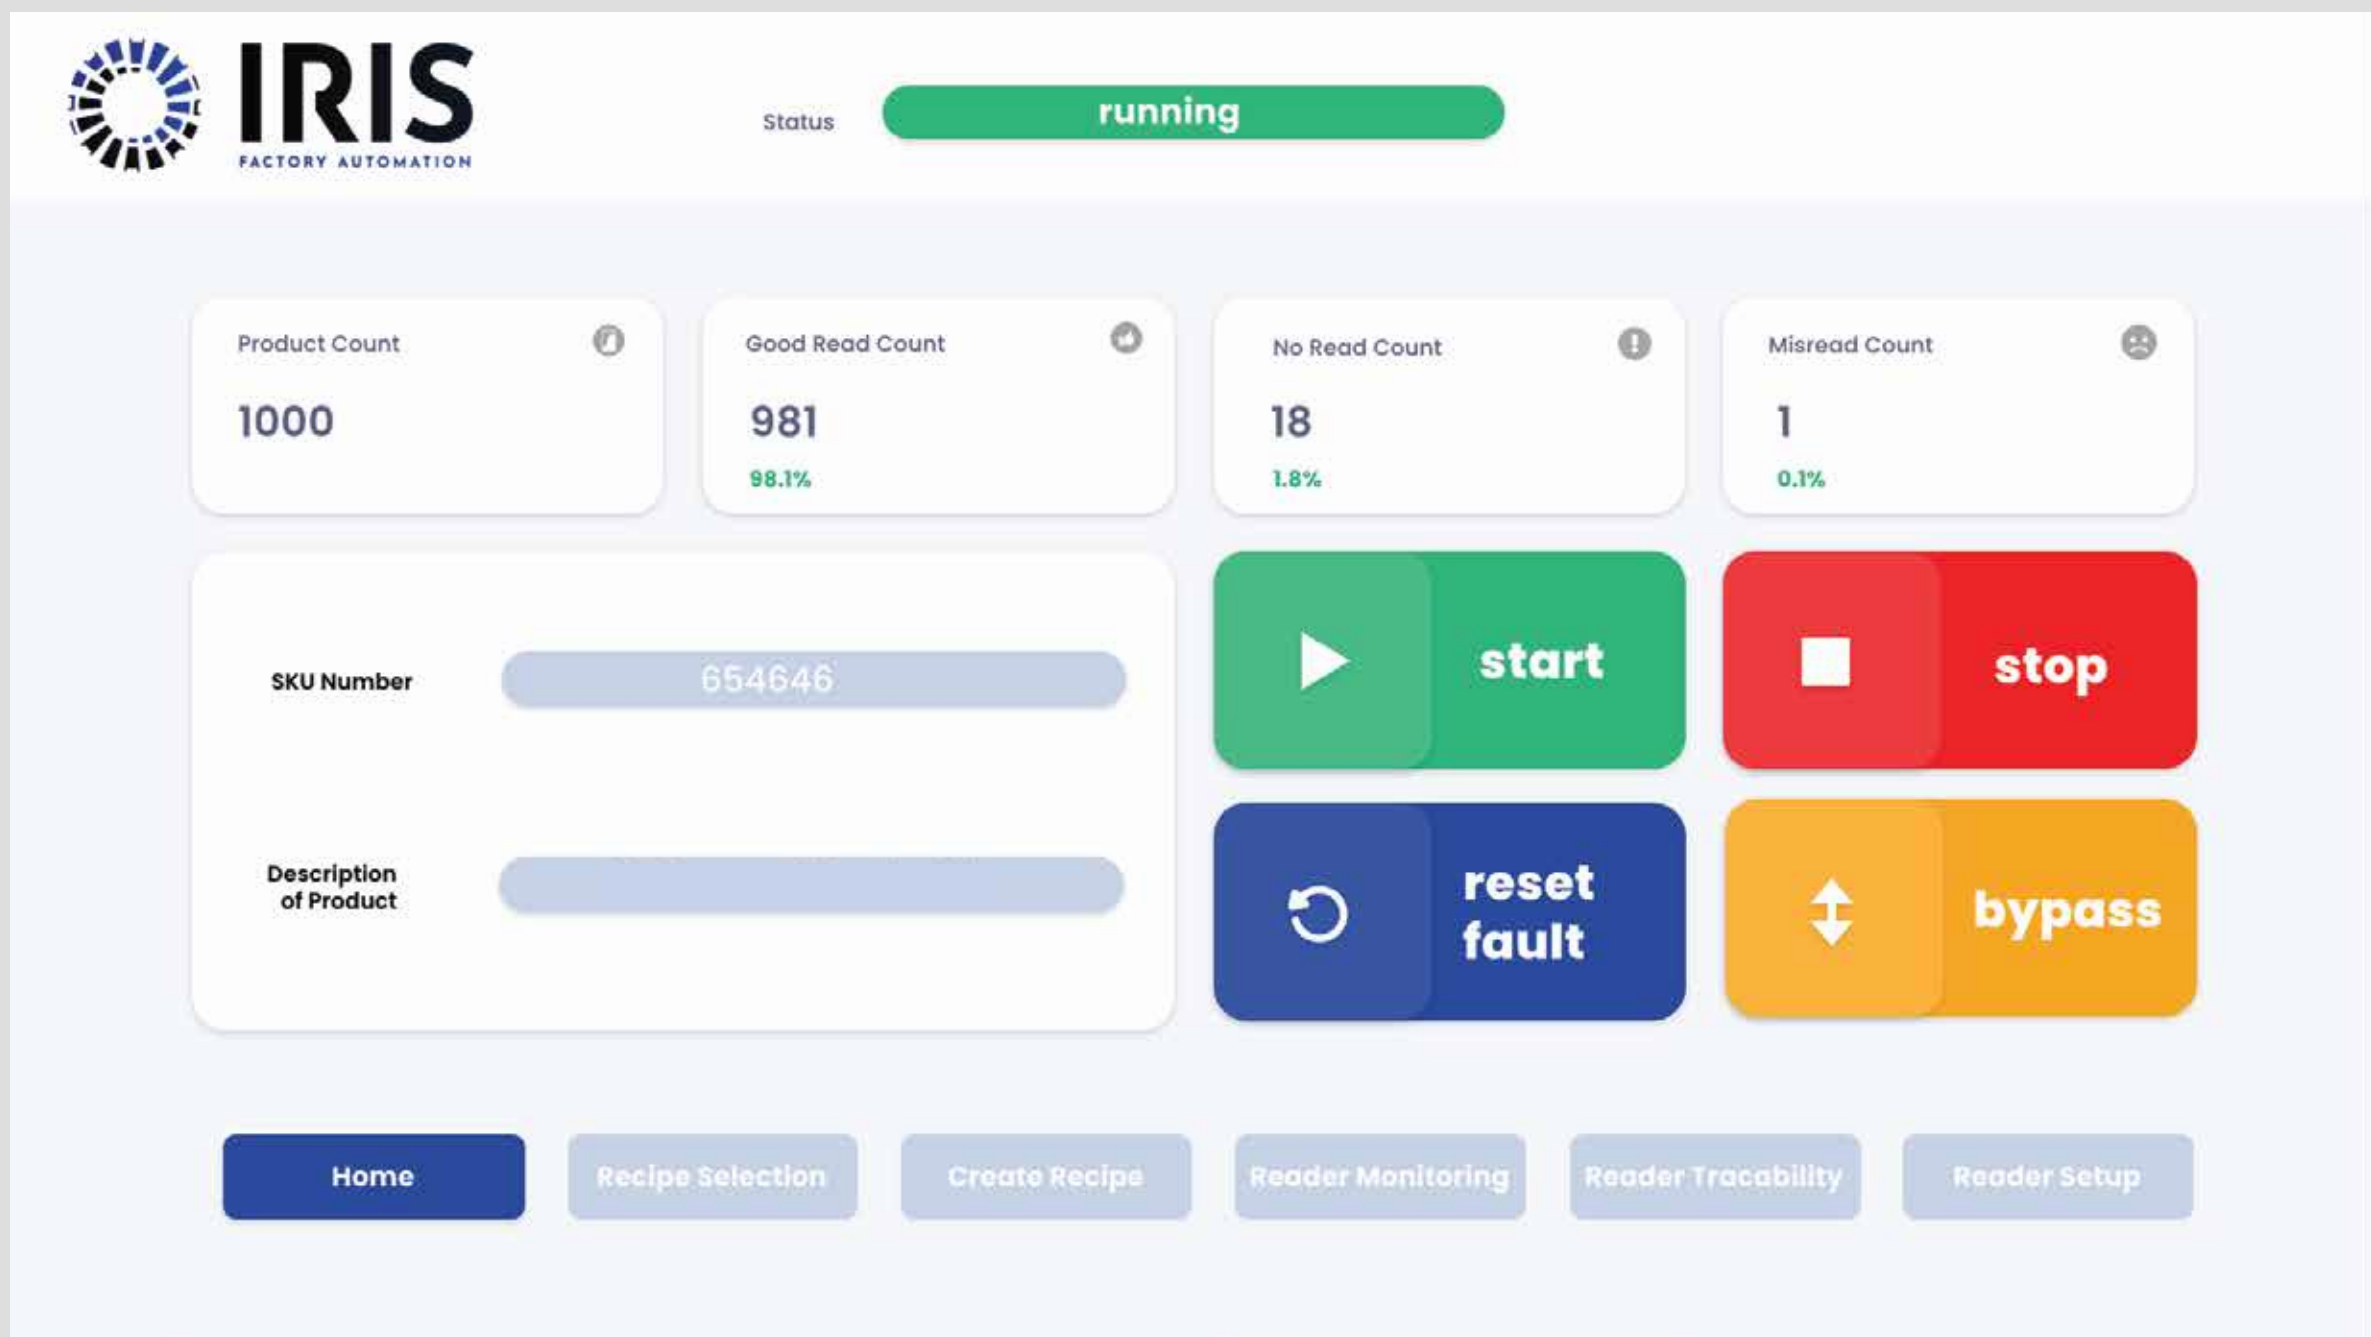 IRIS
FACTORY AUTOMATION
Status
running
Product Count
1000
Good Read Count
981
98.1%
No Read Count
18
1.8%
Misread Count
1
0.1%
SKU Number
654646
Description
of Product
start
stop
reset
fault
bypass
Home
Recipe Selection
Create Recipe
Reader Monitoring
Reader Tracability
Reader Setup